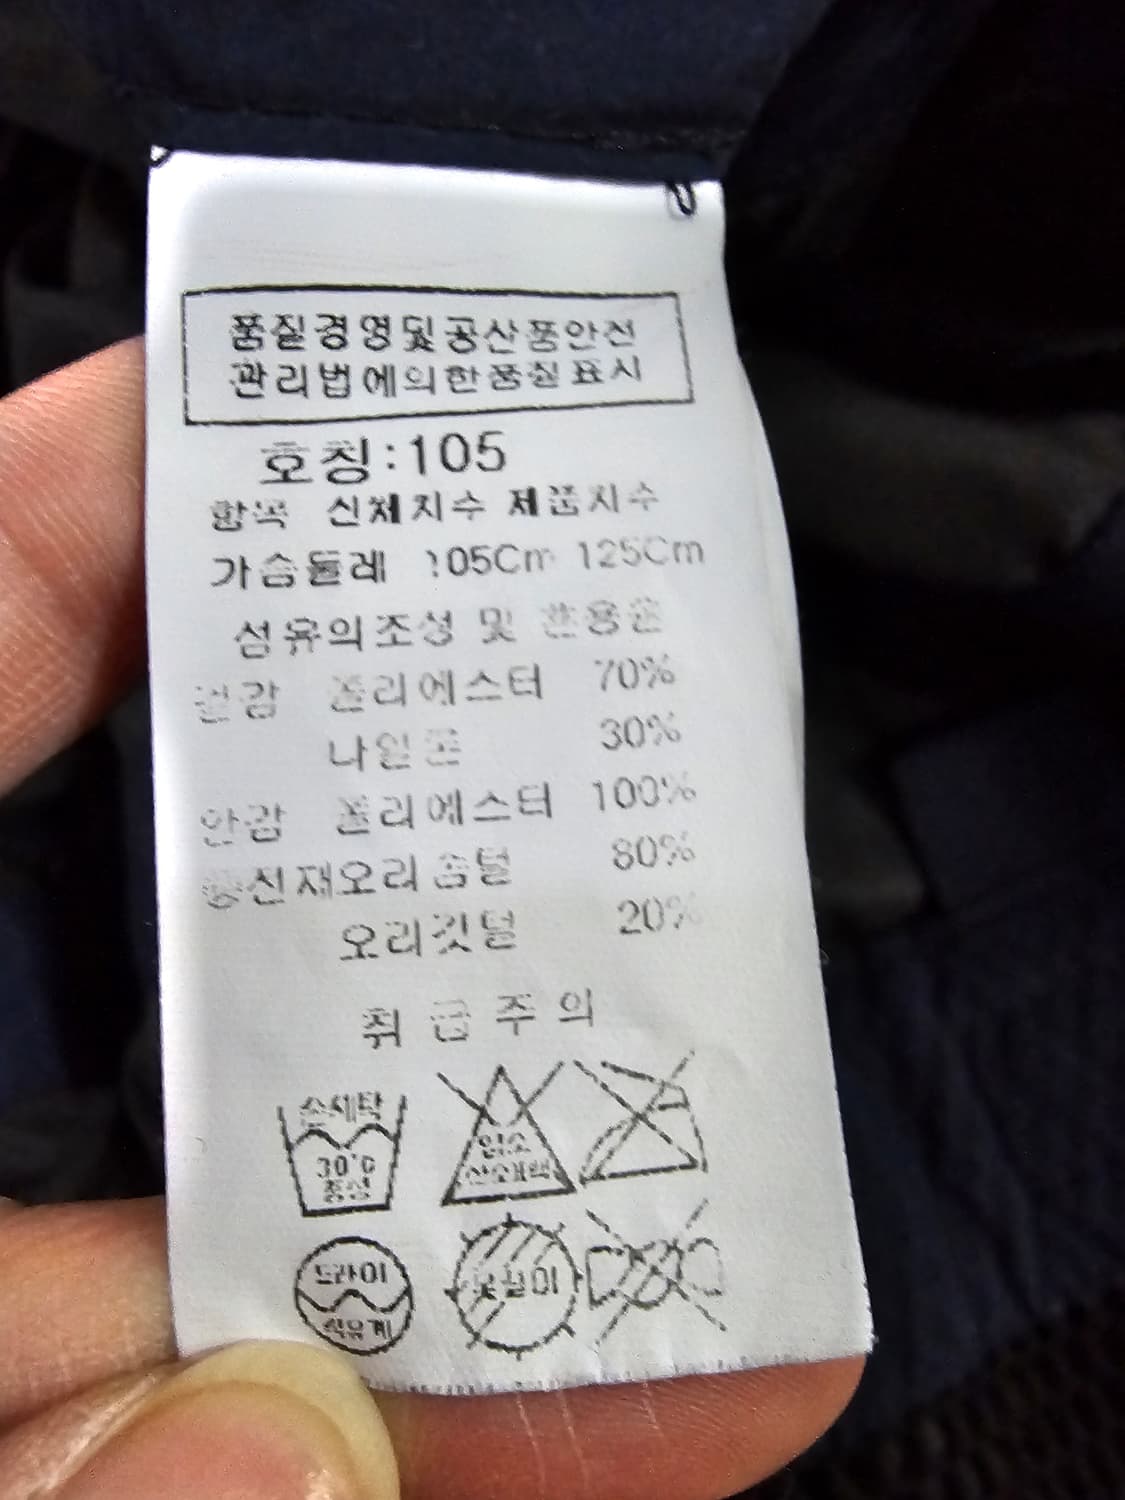 품질경영및공산품안전
관리법에의한품질표시
호칭:105
항목 신체치수 제품치수
가슴둘레 105Cm 125Cm
섬유의조성 및 혼용율
겉감 폴리에스터 70%
나일론 30%
안감 폴리에스터 100%
충전재오리솜털 80%
오리깃털 20%
취급주의
손세탁
30℃
중성
염소
산소표백
드라이
석유계
옷걸이